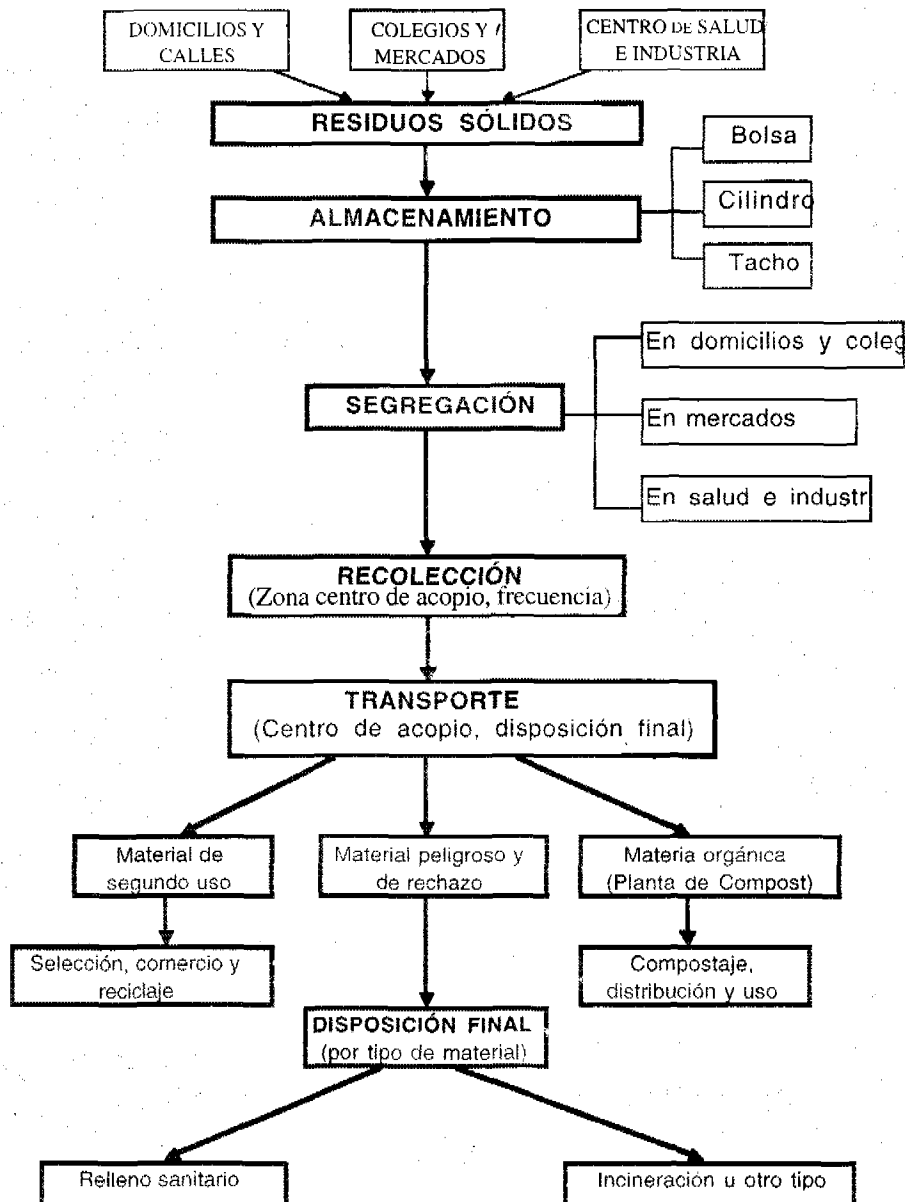 DOMICILIOS Y
CALLES
COLEGIOS Y
MERCADOS
CENTRO DE SALUD
E INDUSTRIA
RESIDUOS SÓLIDOS
ALMACENAMIENTO
Bolsa
Cilindro
Tacho
SEGREGACIÓN
En domicilios y coleg
En mercados
En salud e industr
RECOLECCIÓN
(Zona centro de acopio, frecuencia)
TRANSPORTE
(Centro de acopio, disposición final)
Material de
segundo uso
Material peligroso y
de rechazo
Materia orgánica
(Planta de Compost)
Selección, comercio y
reciclaje
Compostaje,
distribución y uso
DISPOSICIÓN FINAL
(por tipo de material)
Relleno sanitario
Incineración u otro tipo